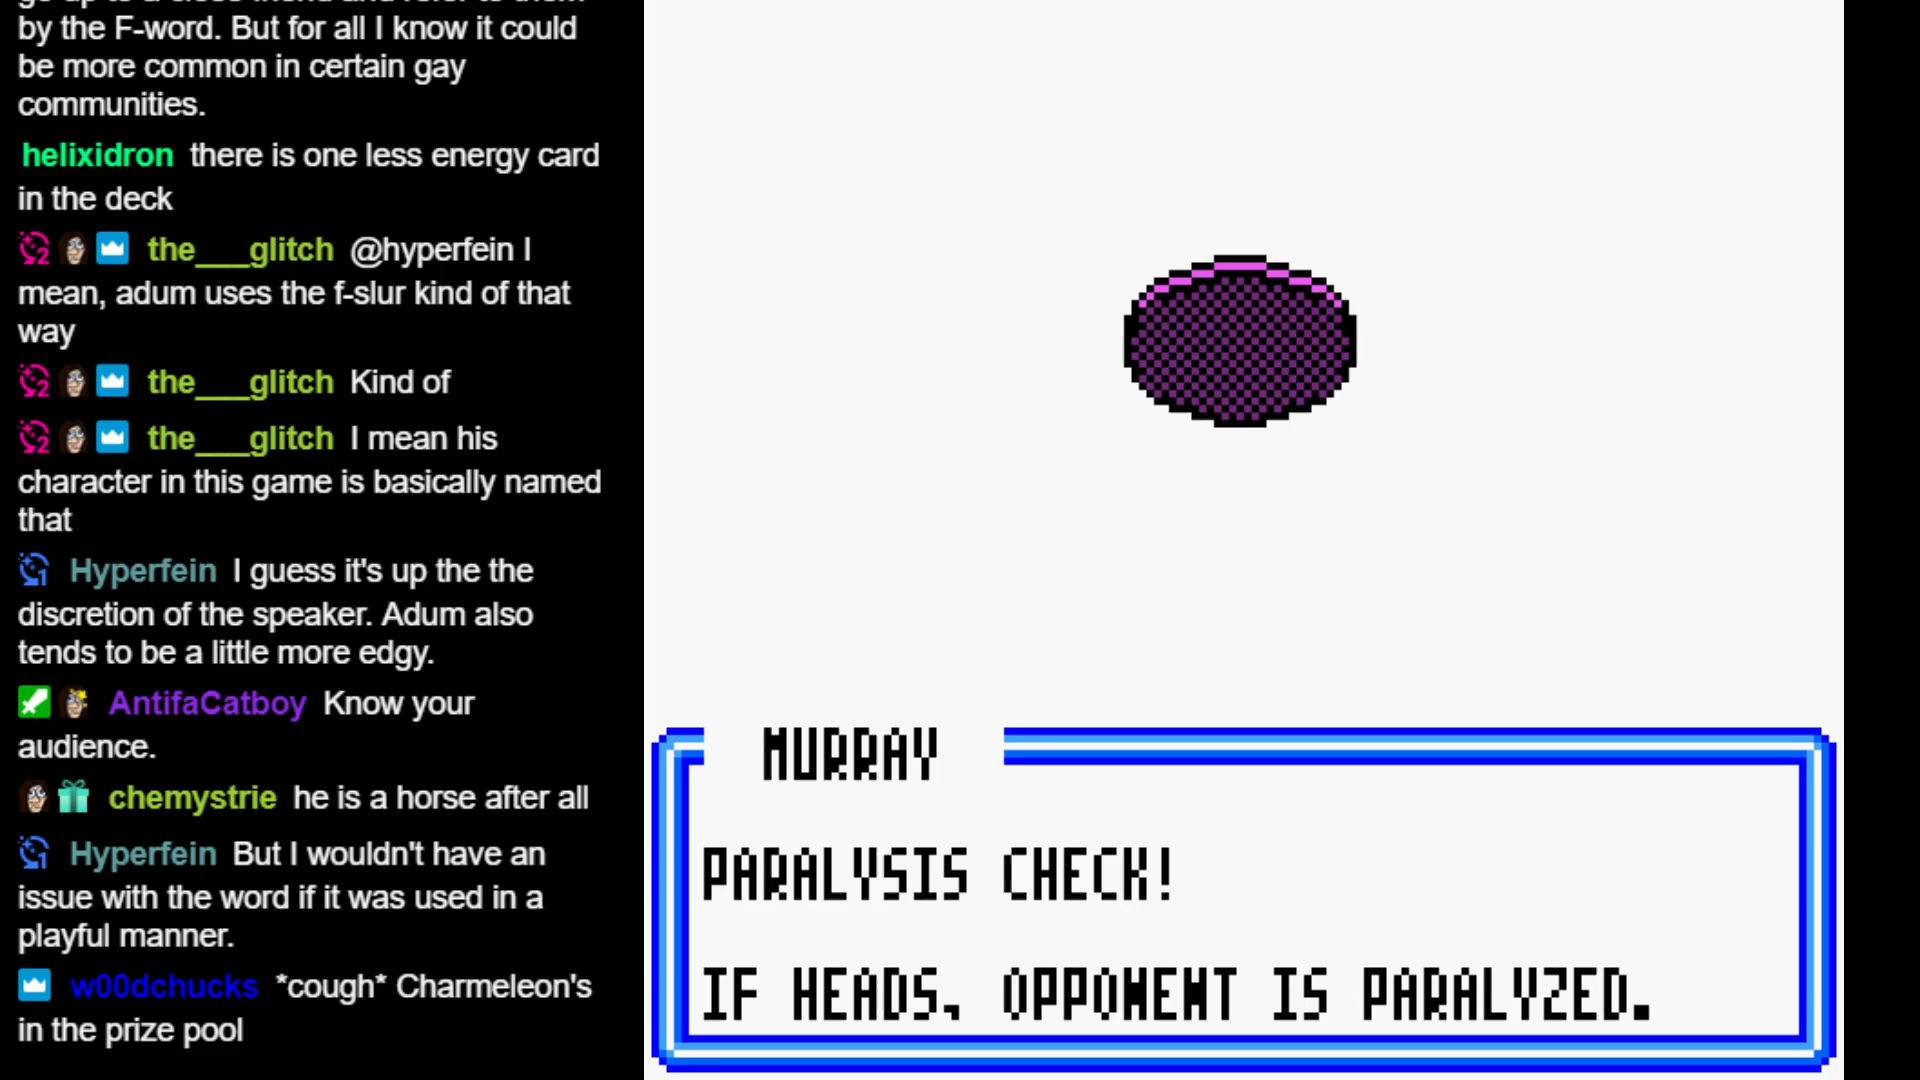 by the F-word. But for all I know it could
be more common in certain gay
communities.
helixidron there is one less energy card
in the deck
the___glitch @hyperfein I
mean, adum uses the f-slur kind of that
way
the___glitch Kind of
the___glitch I mean his
character in this game is basically named
that
Hyperfein I guess it's up the the
discretion of the speaker. Adum also
tends to be a little more edgy.
AntifaCatboy Know your
audience.
chemystrie he is a horse after all
Hyperfein But I wouldn't have an
issue with the word if it was used in a
playful manner.
w00dchucks *cough* Charmeleon's
in the prize pool
MURRAY
PARALYSIS CHECK!
IF HEADS, OPPONENT IS PARALYZED.